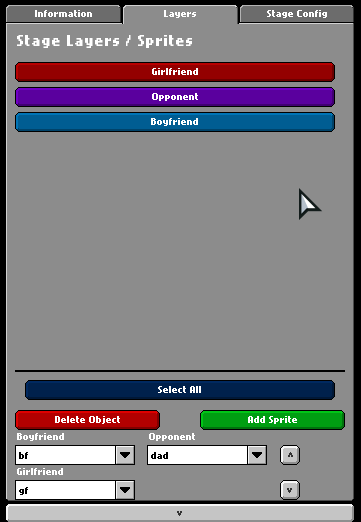 Information Layers Stage Config
Stage Layers / Sprites
Girlfriend
Opponent
Boyfriend
Select All
Delete Object Add Sprite
Boyfriend Opponent
bf dad ^
Girlfriend
gf v
v